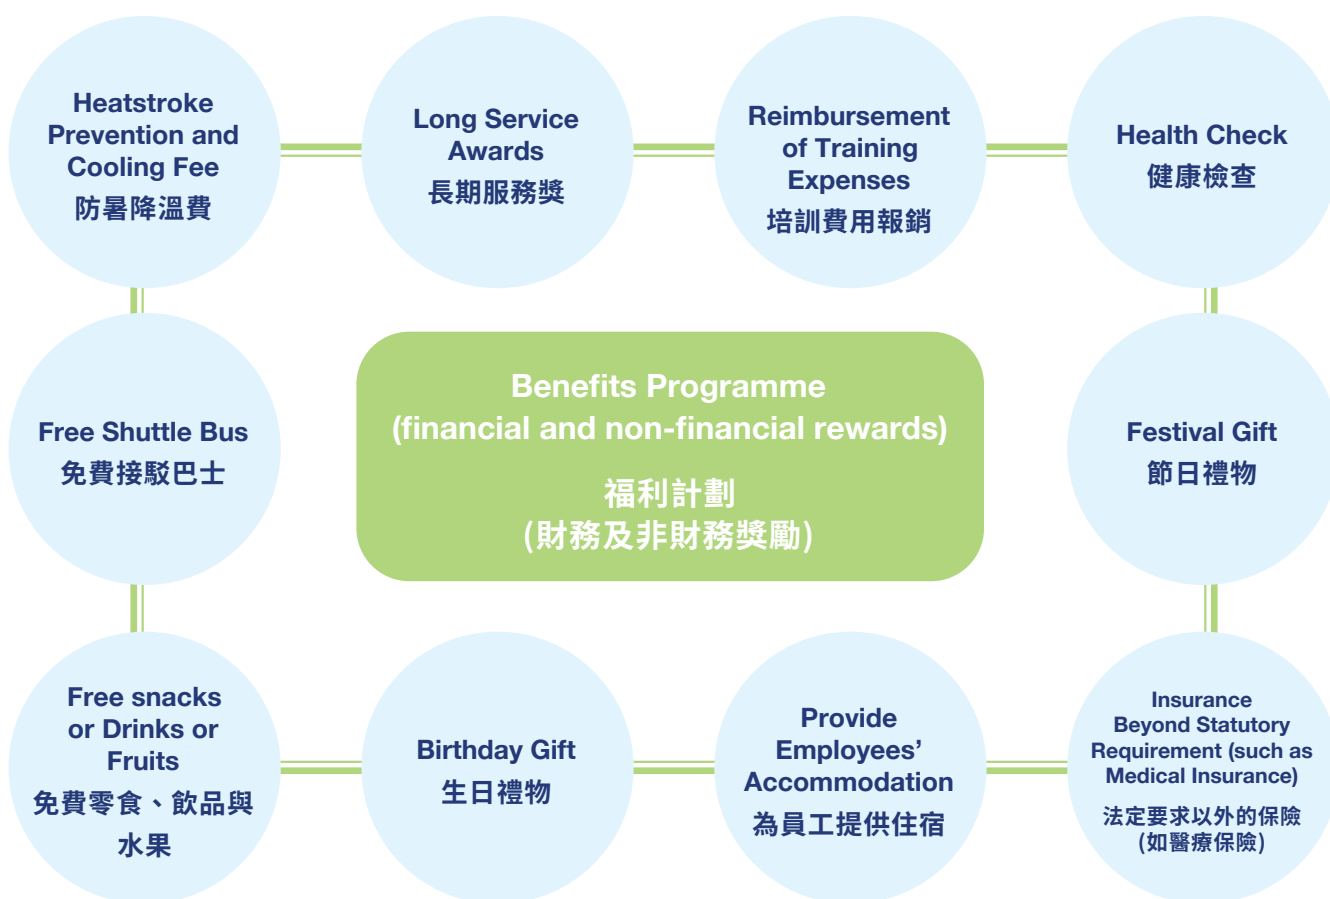 Heatstroke
Prevention and
Cooling Fee
防暑降溫費
Long Service
Awards
長期服務獎
Reimbursement
of Training
Expenses
培訓費用報銷
Health Check
健康檢查
Free Shuttle Bus
免費接駁巴士
Benefits Programme
(financial and non-financial rewards)
福利計劃
(財務及非財務獎勵)
Festival Gift
節日禮物
Free snacks
or Drinks or
Fruits
免費零食、飲品與
水果
Birthday Gift
生日禮物
Provide
Employees’
Accommodation
為員工提供住宿
Insurance
Beyond Statutory
Requirement (such as
Medical Insurance)
法定要求以外的保險
(如醫療保險)